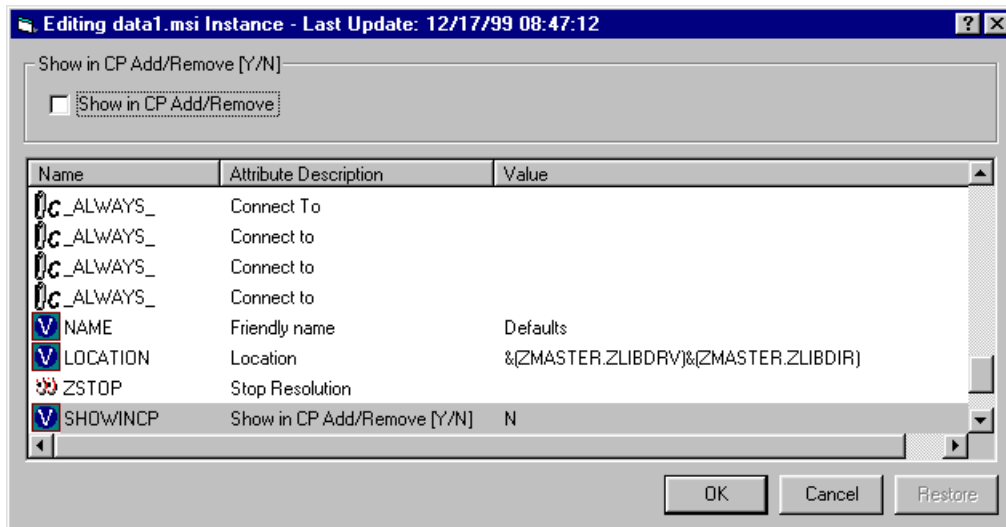 Editing data1.msi Instance - Last Update: 12/17/99 08:47:12
Show in CP Add/Remove [Y/N]
Show in CP Add/Remove
Name Attribute Description Value
_ALWAYS_ Connect To
_ALWAYS_ Connect to
_ALWAYS_ Connect to
_ALWAYS_ Connect to
NAME Friendly name Defaults
LOCATION Location &(ZMASTER.ZLIBDRV)&(ZMASTER.ZLIBDIR)
ZSTOP Stop Resolution
SHOWINCP Show in CP Add/Remove [Y/N] N
OK Cancel Restore